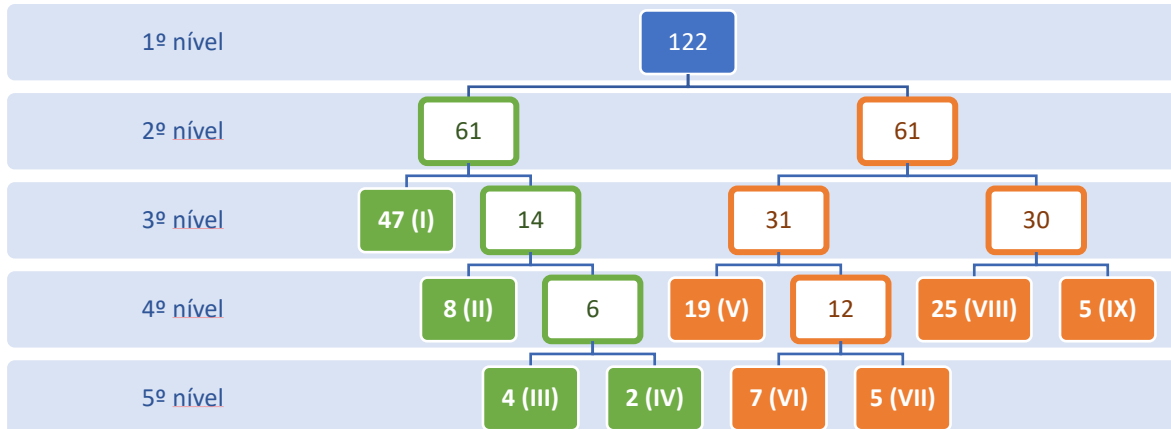 1º nível
122
2º nível
61
61
3º nível
47 (I)
14
31
30
4º nível
8 (II)
6
19 (V)
12
25 (VIII)
5 (IX)
5º nível
4 (III)
2 (IV)
7 (VI)
5 (VII)